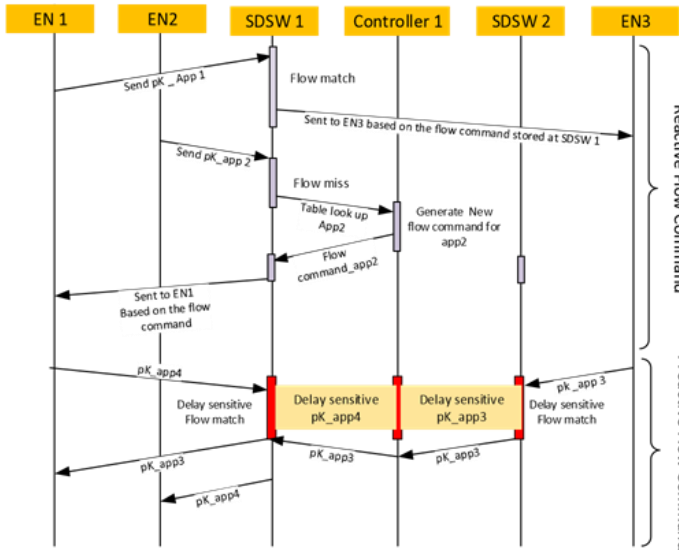 EN 1
EN2
SDSW 1
Controller 1
SDSW 2
EN3
Send pK _ App 1
Flow match
Sent to EN3 based on the flow command stored at SDSW 1
Send pK_app 2
Flow miss
Table look up
App2
Generate New
flow command for
app2
Flow
command_app2
Sent to EN1
Based on the flow
command
Reactive Flow Command
pK_app4
pk_app 3
Delay sensitive
Flow match
Delay sensitive
pK_app4
Delay sensitive
pK_app3
Delay sensitive
Flow match
pK_app3
pK_app3
pK_app3
pK_app4